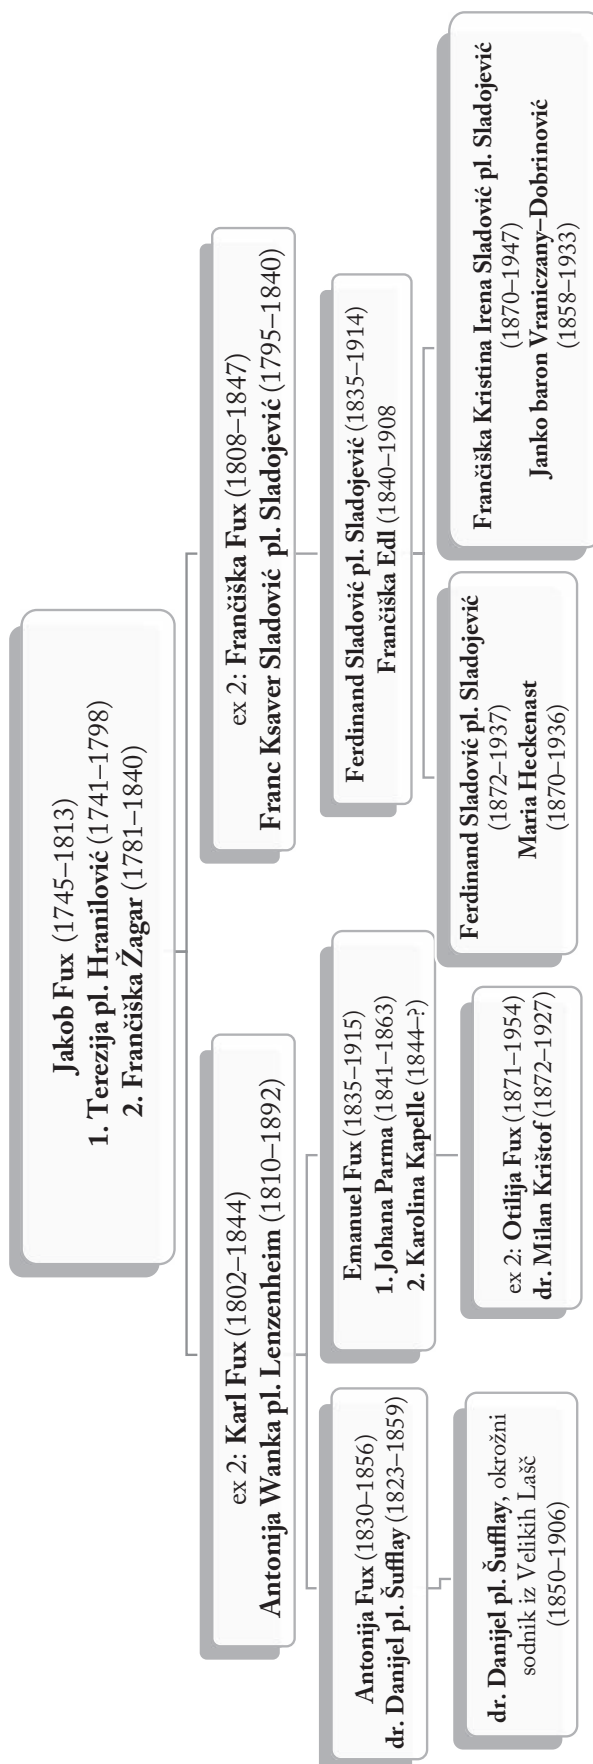 Jakob Fux (1745–1813)
1. Terezija pl. Hranilović (1741–1798)
2. Frančiška Žagar (1781–1840)
ex 2: Karl Fux (1802–1844)
Antonija Wanka pl. Lenzenheim (1810–1892)
ex 2: Frančiška Fux (1808–1847)
Franc Ksaver Sladović pl. Sladojević (1795–1840)
Antonija Fux (1830–1856)
dr. Danijel pl. Šufflay (1823–1859)
Emanuel Fux (1835–1915)
1. Johana Parma (1841–1863)
2. Karolina Kapelle (1844–?)
Ferdinand Sladović pl. Sladojević (1835–1914)
Frančiška Edl (1840–1908
dr. Danijel pl. Šufflay, okrožni
sodnik iz Velikih Lašč
(1850–1906)
ex 2: Otilija Fux (1871–1954)
dr. Milan Krištof (1872–1927)
Ferdinand Sladović pl. Sladojević
(1872–1937)
Maria Heckenast
(1870–1936)
Frančiška Kristina Irena Sladović pl. Sladojević
(1870–1947)
Janko baron Vraniczany–Dobrinović
(1858–1933)